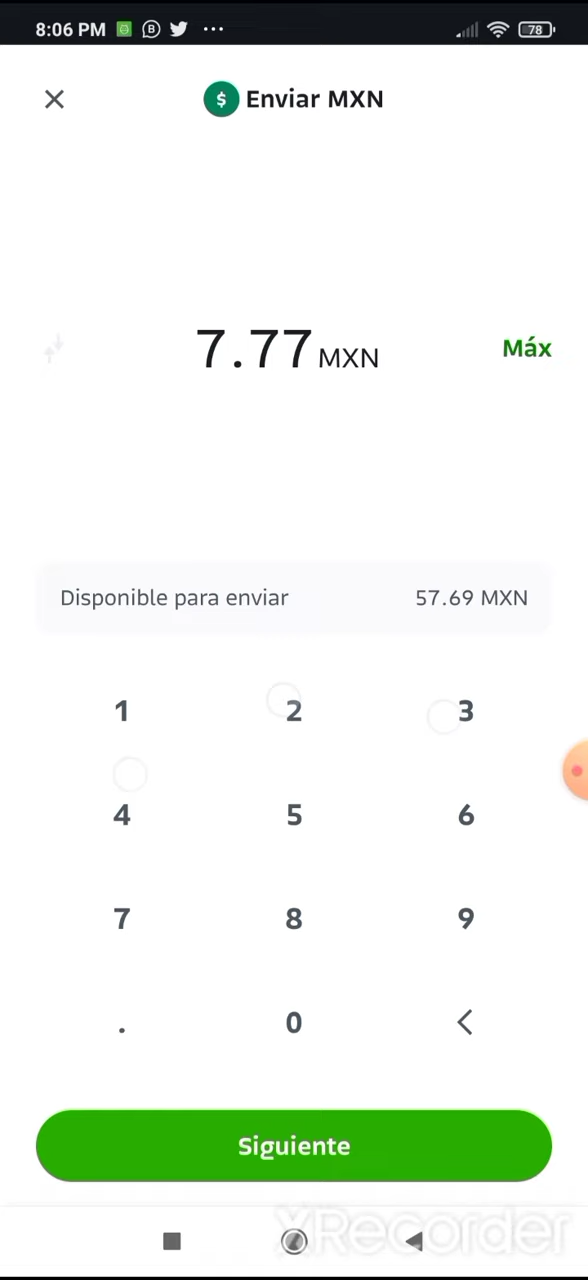 8:06 PM
78
$ Enviar MXN
7.77 MXN
Máx
Disponible para enviar 57.69 MXN
1 2 3
4 5 6
7 8 9
. 0 <
Siguiente
XRecorder